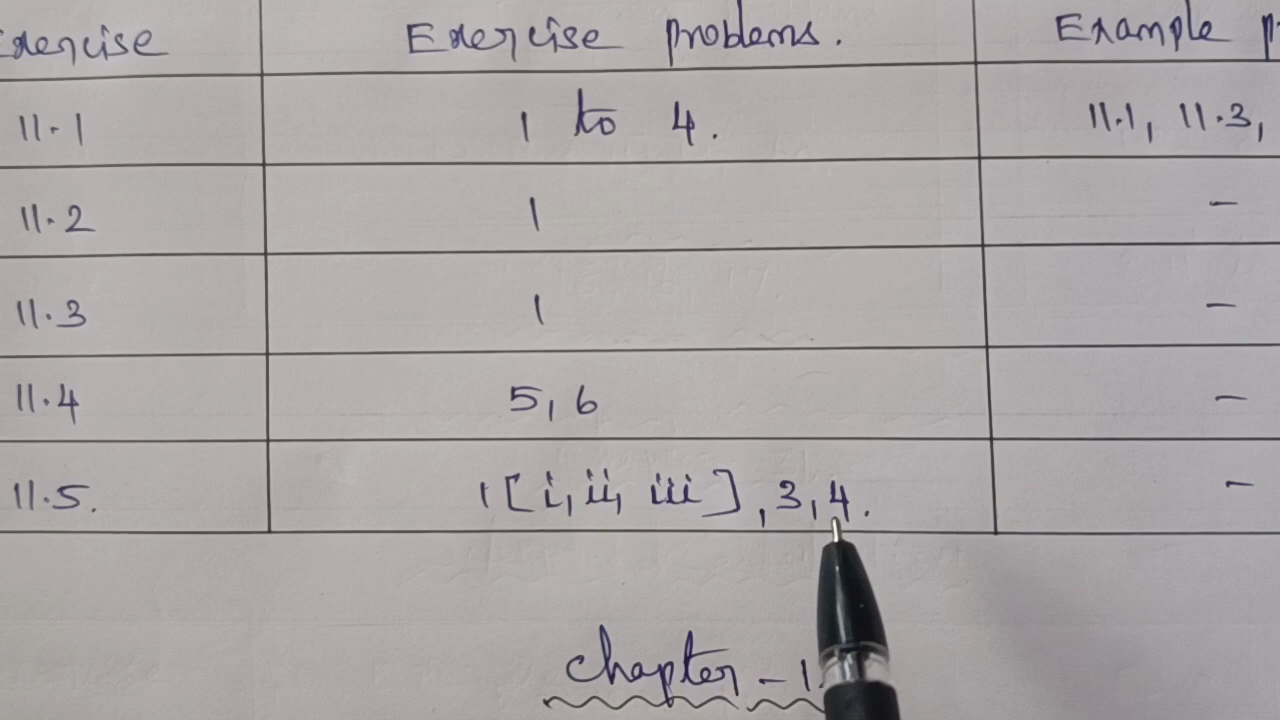 Exercise Exercise problems. Example
11.1 1 to 4. 11.1, 11.3,
11.2 1 -
11.3 1 -
11.4 5, 6 -
11.5. 1 [i, ii, iii], 3, 4. -
Chapter - 1